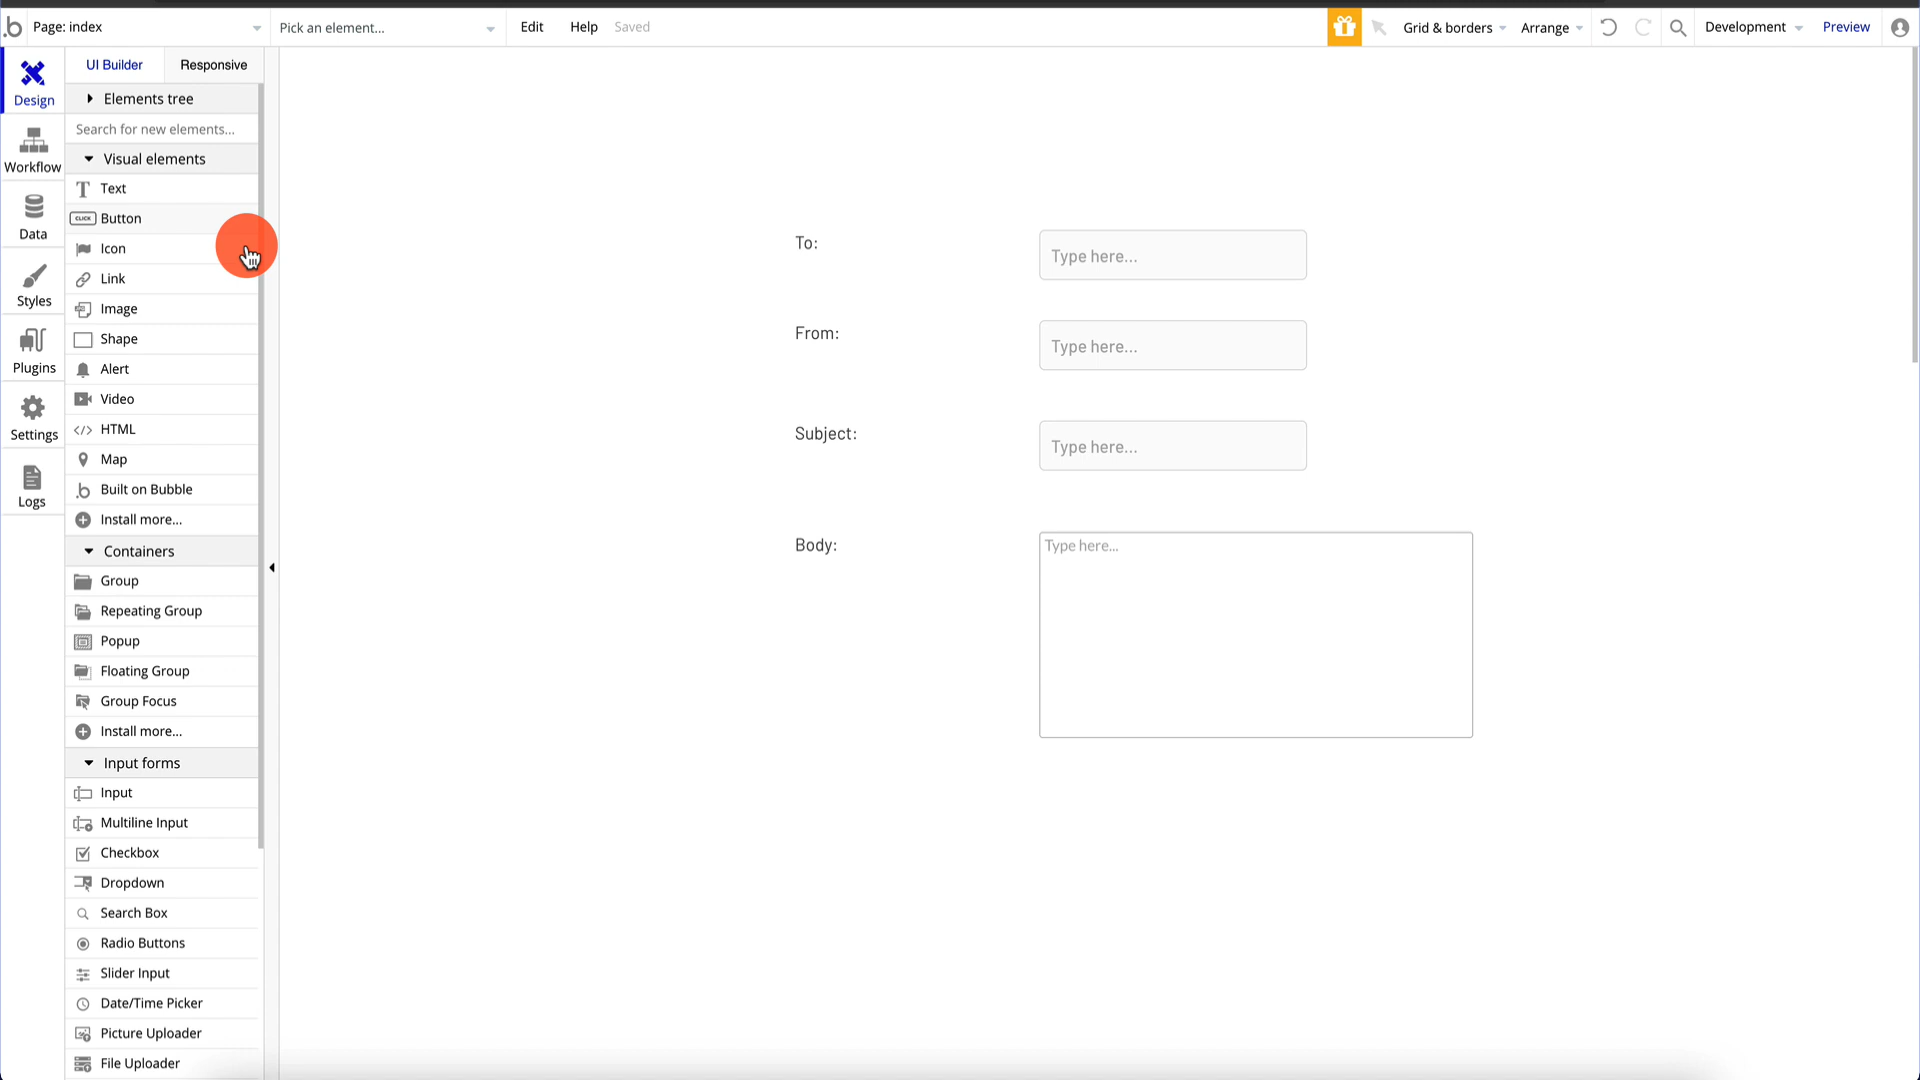 Page: index
Pick an element...
Edit
Help
Saved
Grid & borders
Arrange
Development
Preview
UI Builder
Responsive
Design
Elements tree
Search for new elements...
Workflow
Visual elements
Text
CLICK
Button
Data
Icon
Link
Styles
Image
Shape
Plugins
Alert
Video
Settings
HTML
Map
Logs
Built on Bubble
Install more...
Containers
Group
Repeating Group
Popup
Floating Group
Group Focus
Install more...
Input forms
Input
Multiline Input
Checkbox
Dropdown
Search Box
Radio Buttons
Slider Input
Date/Time Picker
Picture Uploader
File Uploader
To:
Type here...
From:
Type here...
Subject:
Type here...
Body:
Type here...